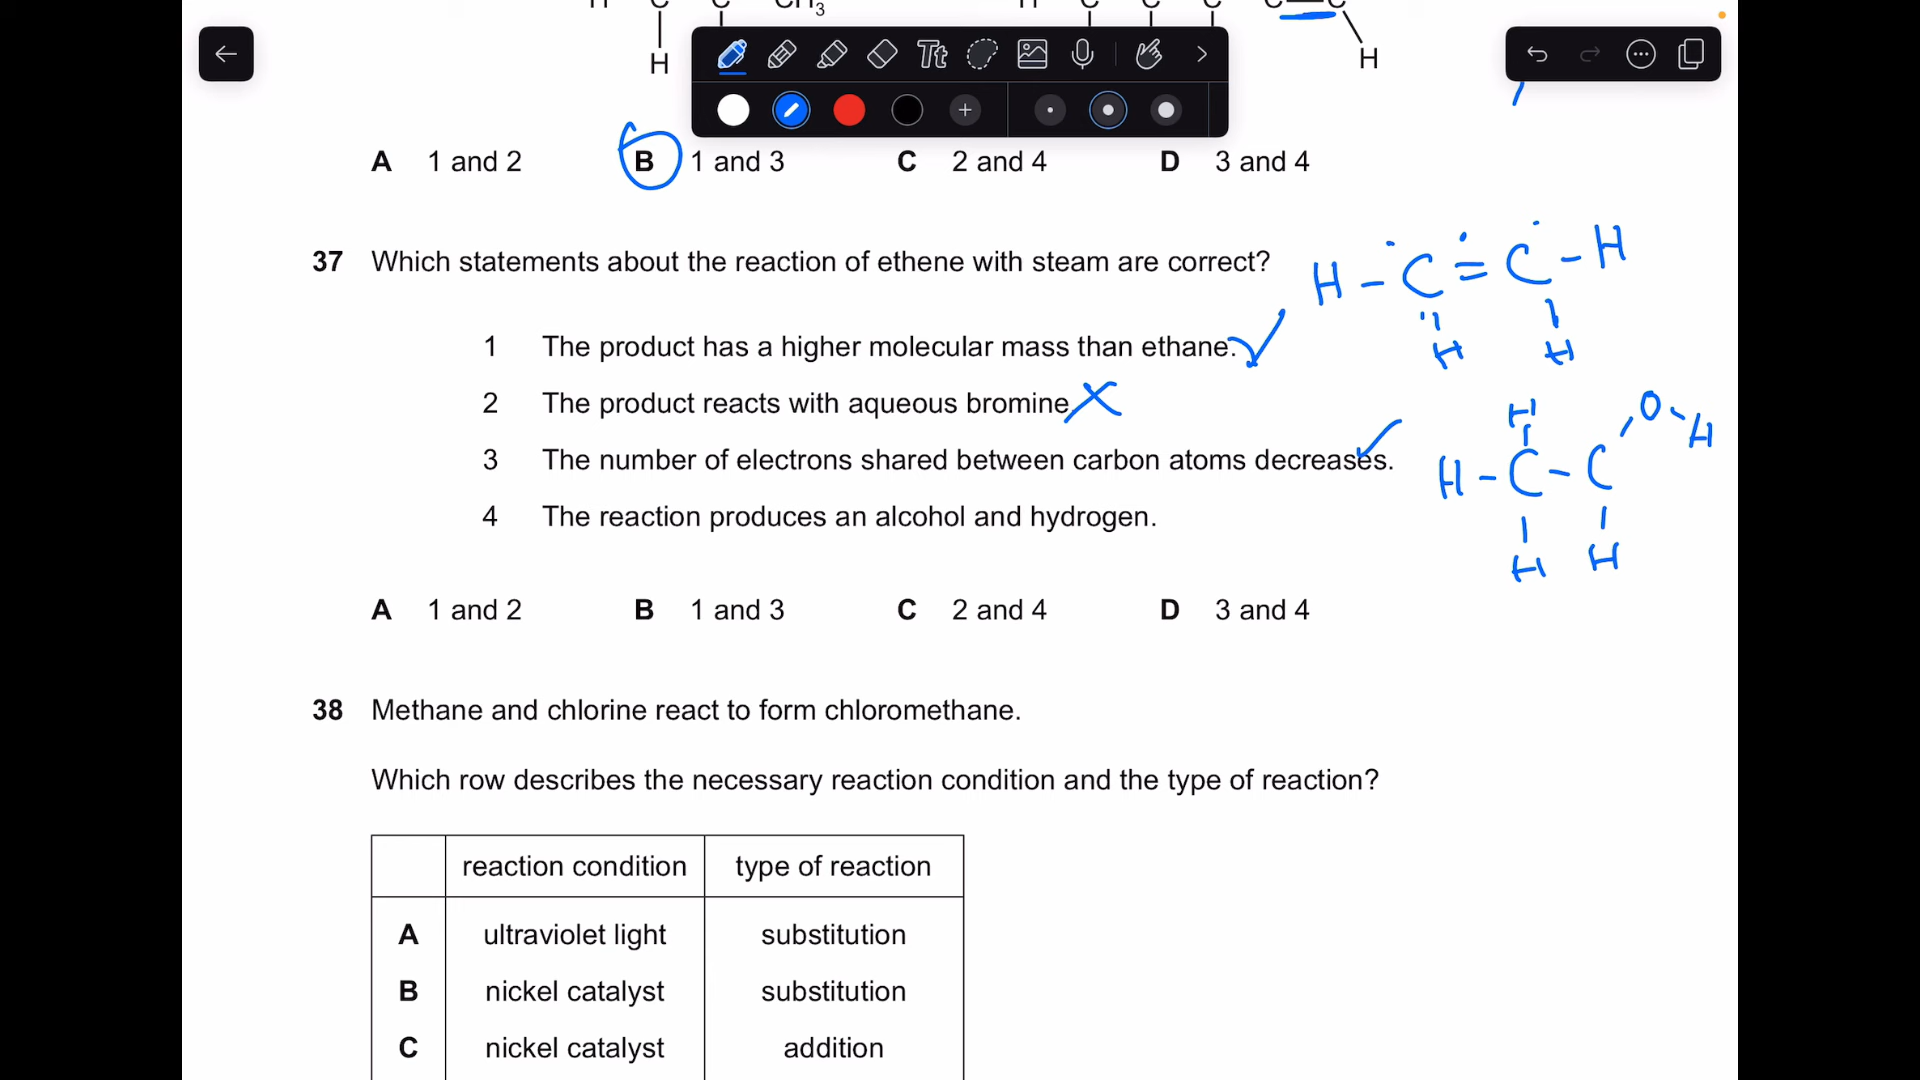 H C C CH3 H C C C C C
H H
A 1 and 2 B 1 and 3 C 2 and 4 D 3 and 4
37 Which statements about the reaction of ethene with steam are correct?
H - C = C - H
H H
1 The product has a higher molecular mass than ethane.
2 The product reacts with aqueous bromine.
3 The number of electrons shared between carbon atoms decreases.
4 The reaction produces an alcohol and hydrogen.
H O H
H - C - C
H H
A 1 and 2 B 1 and 3 C 2 and 4 D 3 and 4
38 Methane and chlorine react to form chloromethane.
Which row describes the necessary reaction condition and the type of reaction?
reaction condition type of reaction
A ultraviolet light substitution
B nickel catalyst substitution
C nickel catalyst addition
Tt